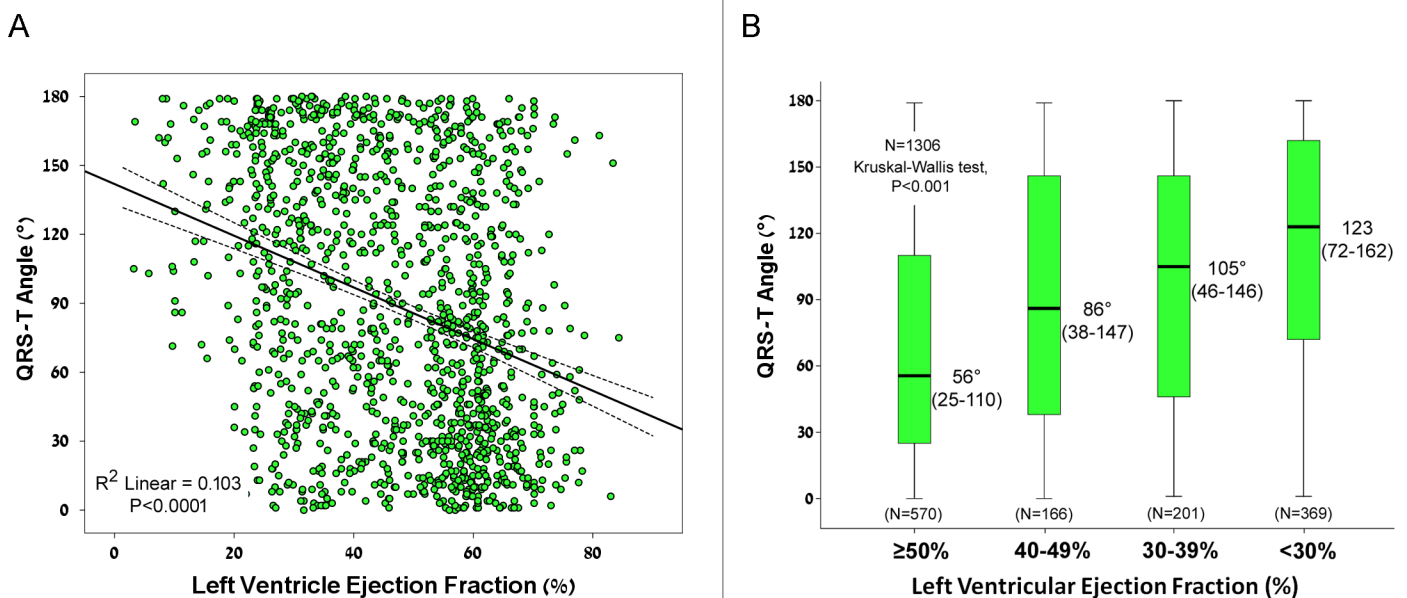 A
QRS-T Angle (°)
180
150
120
90
60
30
0
R2 Linear = 0.103
P<0.0001
0 20 40 60 80
Left Ventricle Ejection Fraction (%)
B
QRS-T Angle (°)
180
150
120
90
60
30
0
N=1306
Kruskal-Wallis test,
P<0.001
56°
(25-110)
86°
(38-147)
105°
(46-146)
123
(72-162)
(N=570) (N=166) (N=201) (N=369)
≥50% 40-49% 30-39% <30%
Left Ventricular Ejection Fraction (%)